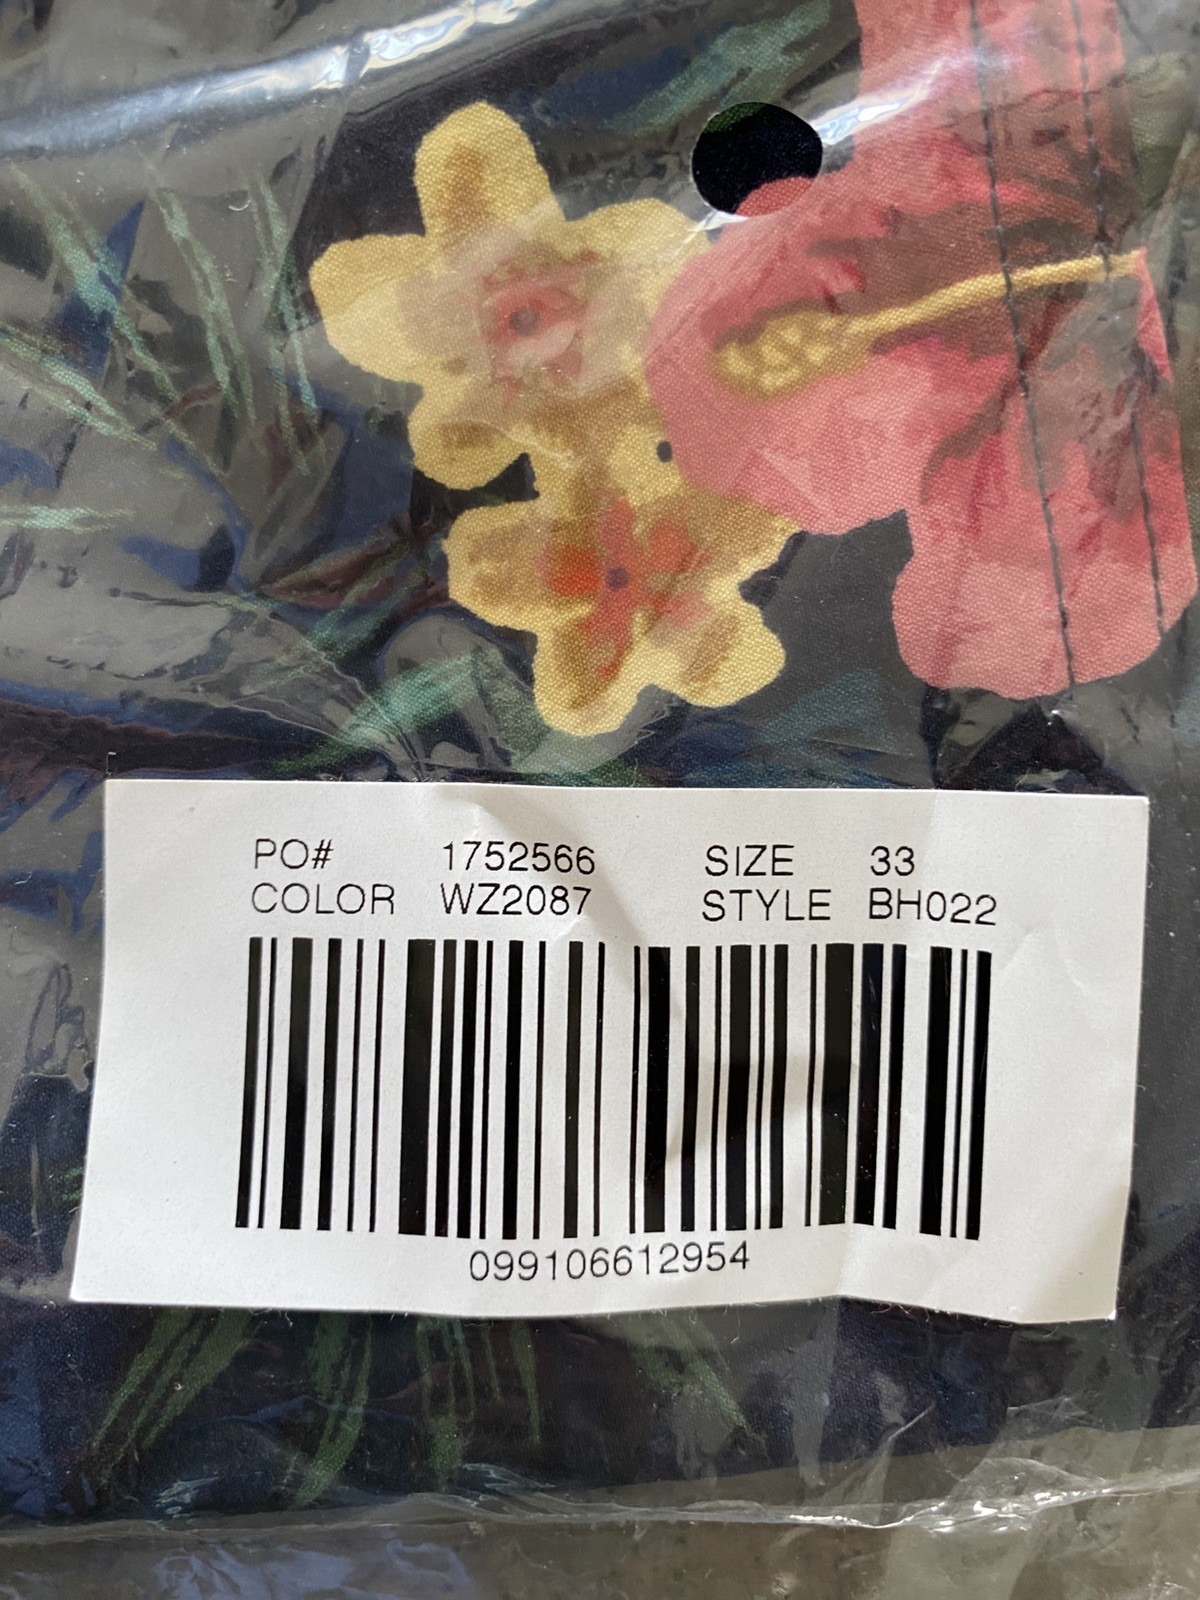 PO# 1752566 SIZE 33
COLOR WZ2087 STYLE BH022
099106612954